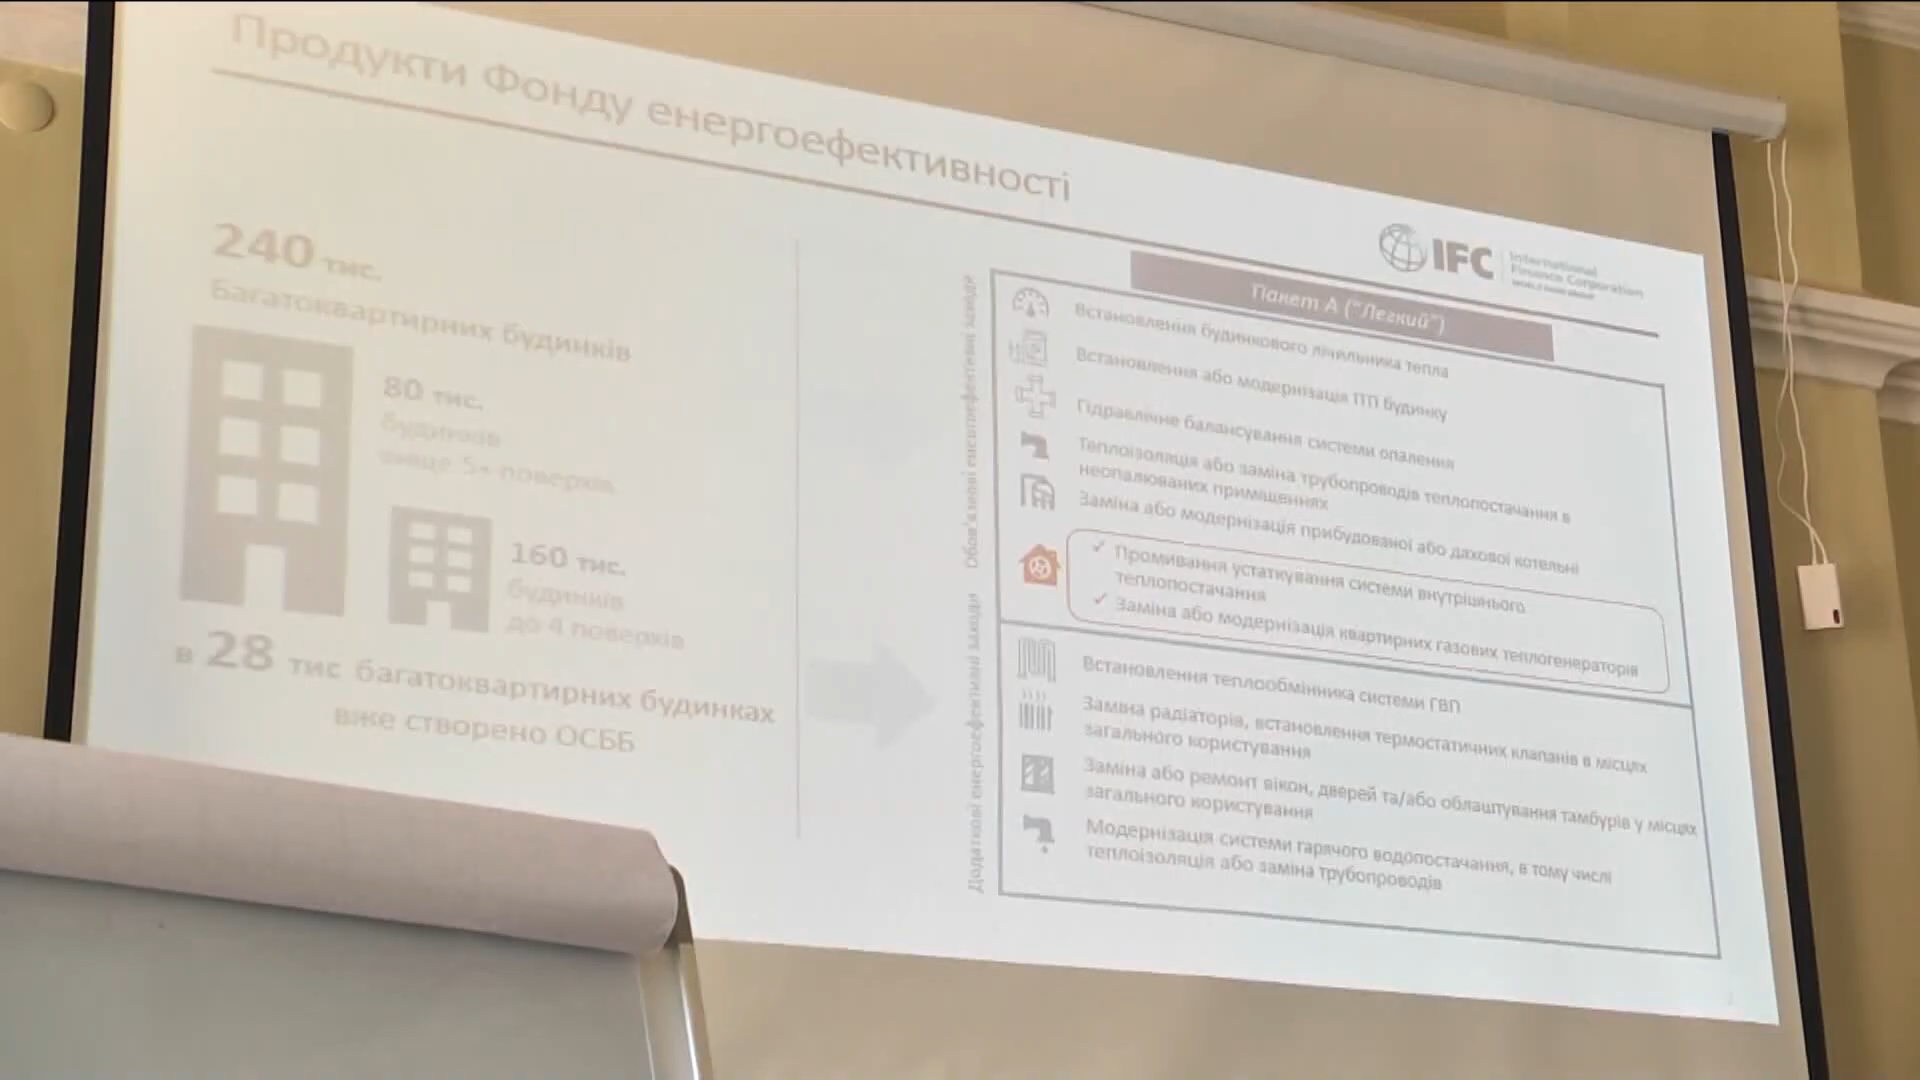 Продукти Фонду енергоефективності
IFC
International
Finance Corporation
WORLD BANK GROUP
240 тис.
Багатоквартирних будинків
80 тис.
будинків
вище 5+ поверхів
160 тис.
будинків
до 4 поверхів
в 28 тис багатоквартирних будинках
вже створено ОСББ
Пакет А ("Легкий")
Обов'язкові енергоефективні заходи
Встановлення будинкового лічильника тепла
Встановлення або модернізація ІТП будинку
Гідравлічне балансування системи опалення
Теплоізоляція або заміна трубопроводів теплопостачання в
неопалюваних приміщеннях
Заміна або модернізація прибудованої або дахової котельні
✓ Промивання устаткування системи внутрішнього
теплопостачання
✓ Заміна або модернізація квартирних газових теплогенераторів
Додаткові енергоефективні заходи
Встановлення теплообмінника системи ГВП
Заміна радіаторів, встановлення термостатичних клапанів в місцях
загального користування
Заміна або ремонт вікон, дверей та/або облаштування тамбурів у місцях
загального користування
Модернізація системи гарячого водопостачання, в тому числі
теплоізоляція або заміна трубопроводів